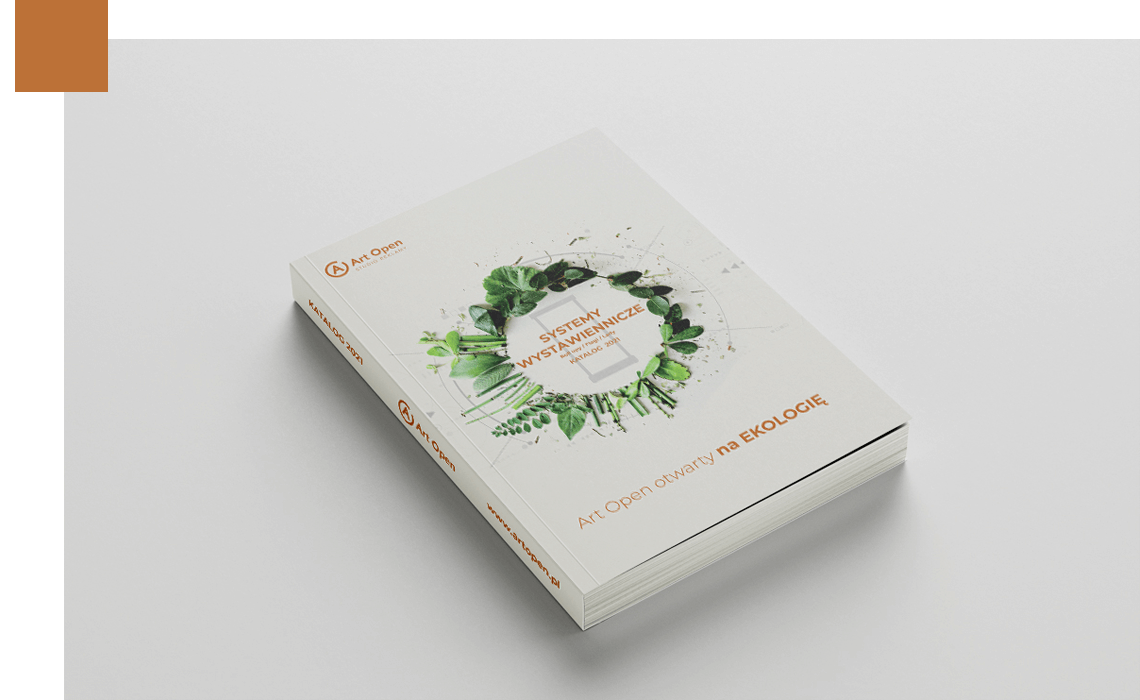 Art Open
STUDIO REKLAMY
SYSTEMY
WYSTAWIENNICZE
KATALOG 2021
Art Open otwarty na EKOLOGIĘ
KATALOG 2021
Art Open
www.artopen.pl